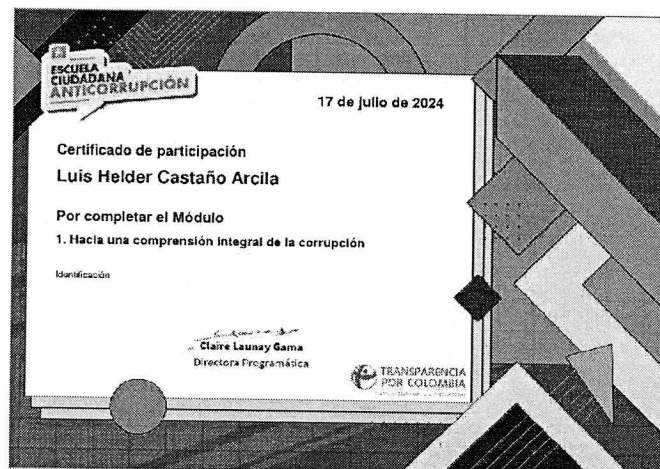 ESCUELA
CIUDADANA
ANTICORRUPCIÓN
17 de julio de 2024
Certificado de participación
Luis Helder Castaño Arcila
Por completar el Módulo
1. Hacia una comprensión integral de la corrupción
Identificación
Claire Launay Gama
Directora Programática
TRANSPARENCIA
POR COLOMBIA